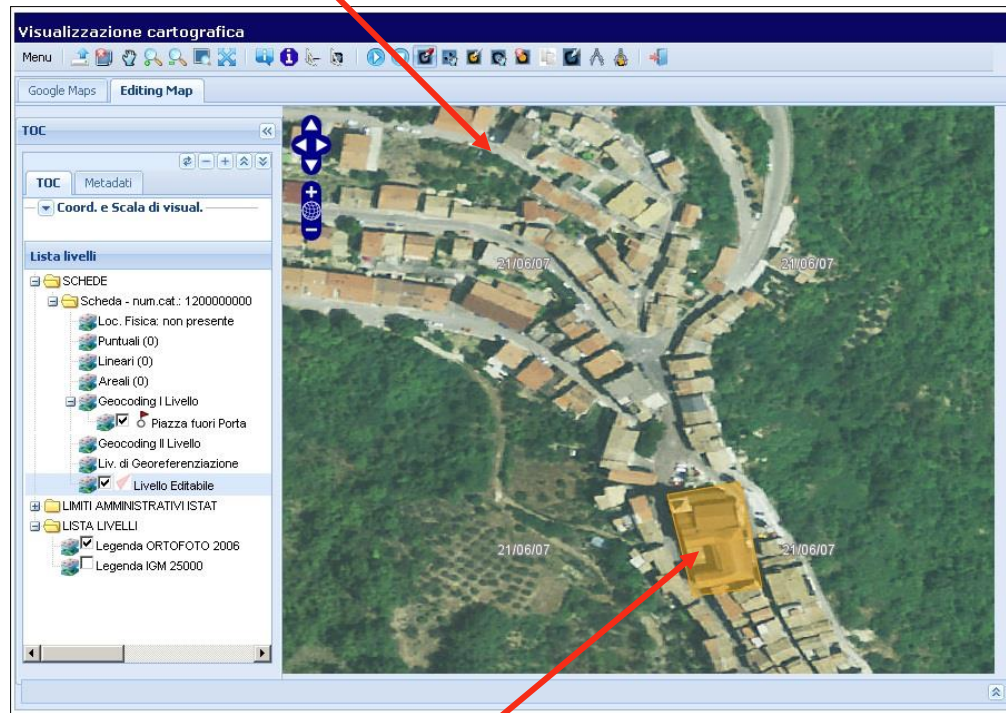 Visualizzazione cartografica
Menu
Google Maps
Editing Map
TOC
TOC
Metadati
Coord. e Scala di visual.
Lista livelli
SCHEDE
Scheda - num.cat.: 1200000000
Loc. Fisica: non presente
Puntuali (0)
Lineari (0)
Areali (0)
Geocoding I Livello
Piazza fuori Porta
Geocoding II Livello
Liv. di Georeferenziazione
Livello Editabile
LIMITI AMMINISTRATIVI ISTAT
LISTA LIVELLI
Legenda ORTOFOTO 2006
Legenda IGM 25000
21/06/07
21/06/07
21/06/07
21/06/07